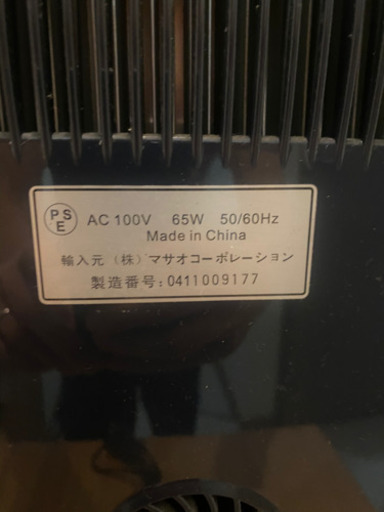 PSE AC 100V 65W 50/60Hz
Made in China
輸入元（株）マサオコーポレーション
製造番号:0411009177